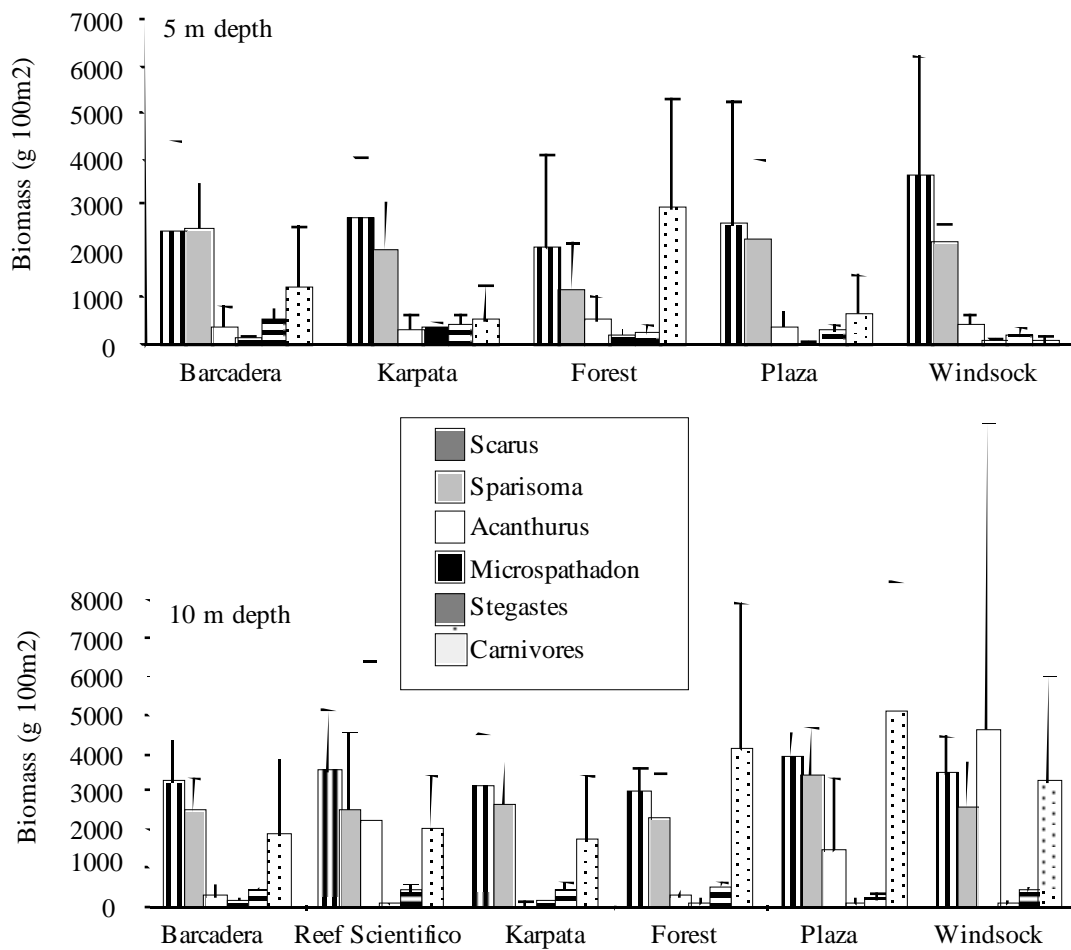 7000
5 m depth
6000
5000
4000
3000
2000
1000
0
Biomass (g 100m2)
Barcadera Karpata Forest Plaza Windsock
Scarus
Sparisoma
Acanthurus
Microspathadon
Stegastes
Carnivores
8000
10 m depth
7000
6000
5000
4000
3000
2000
1000
0
Biomass (g 100m2)
Barcadera Reef Scientifico Karpata Forest Plaza Windsock